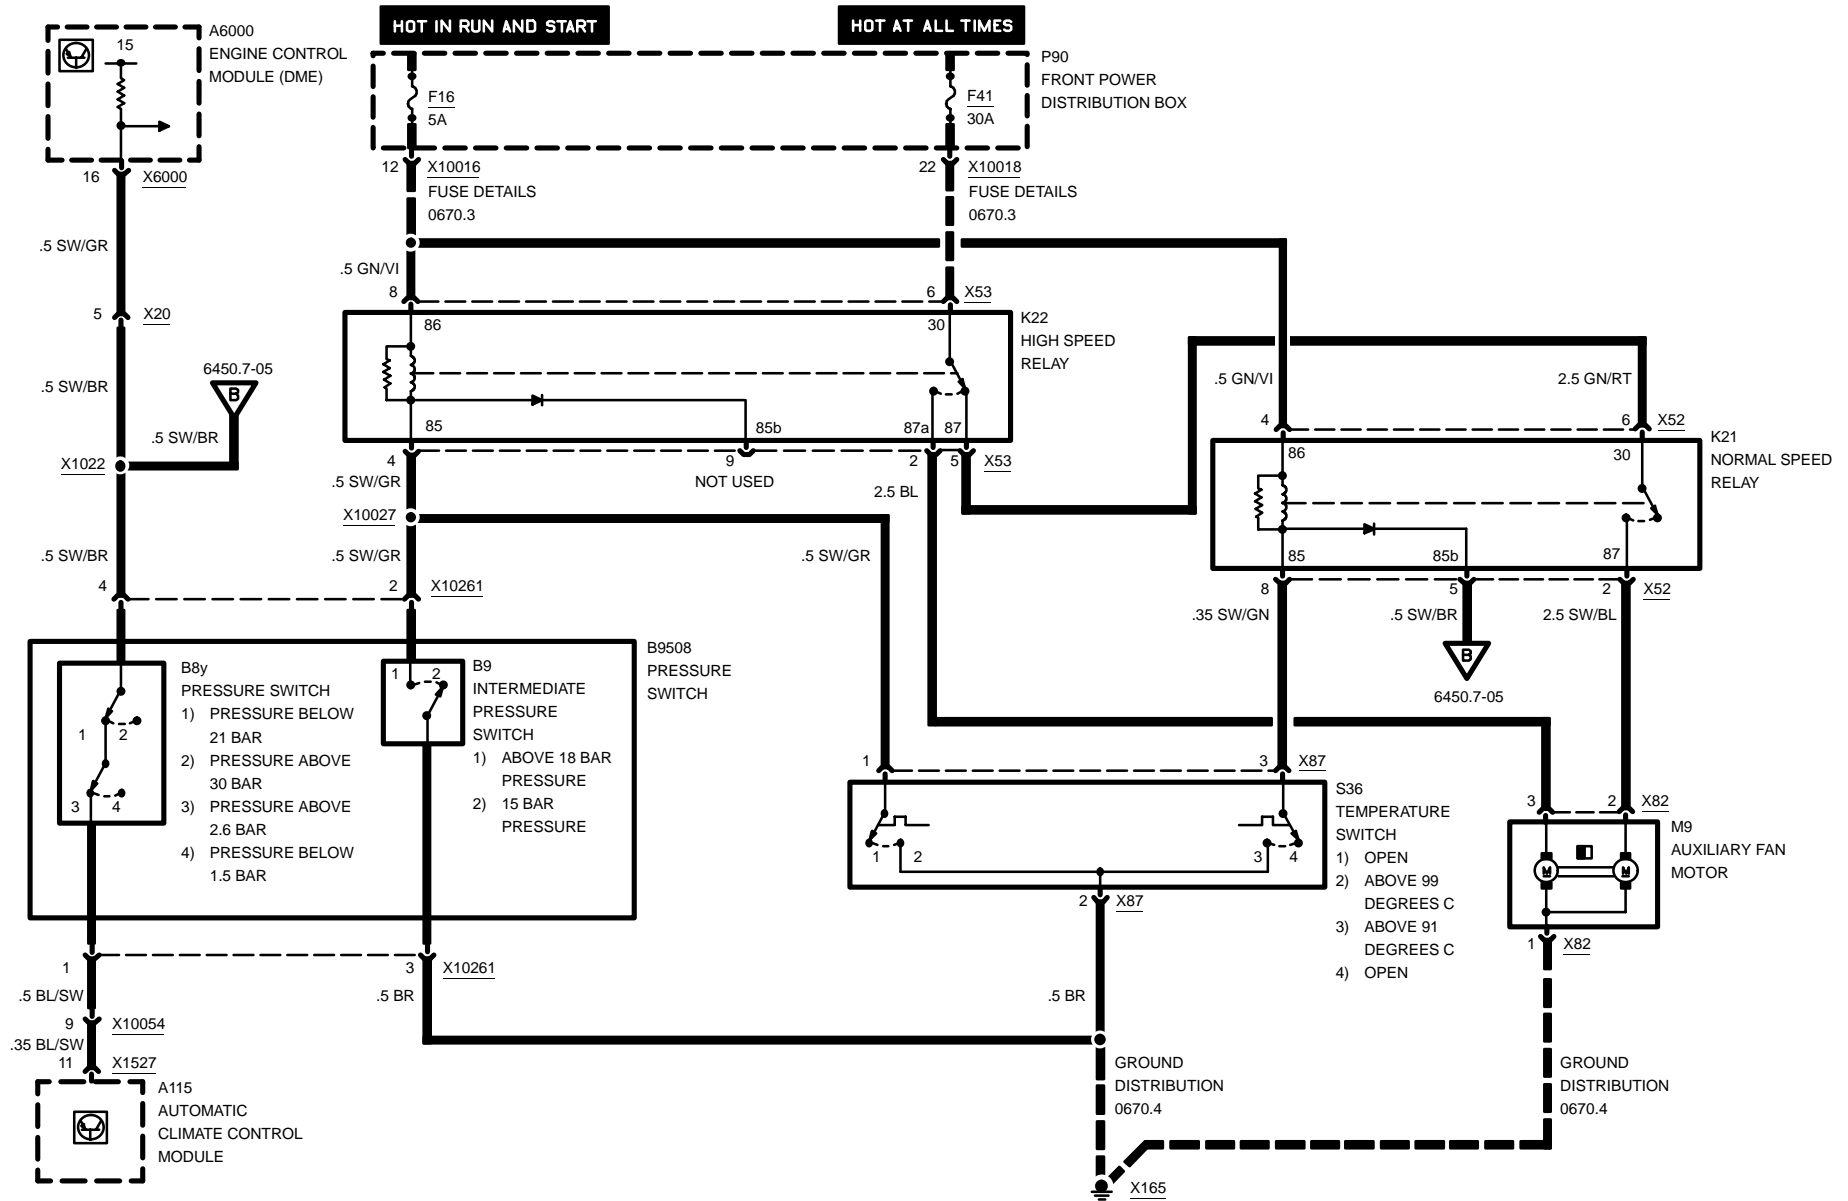 HOT IN RUN AND START
HOT AT ALL TIMES
A6000
ENGINE CONTROL
MODULE (DME)
15
16
X6000
.5 SW/GR
5
X20
.5 SW/BR
6450.7-05
B
.5 SW/BR
X1022
.5 SW/BR
4
P90
FRONT POWER
DISTRIBUTION BOX
F16
5A
F41
30A
12
X10016
FUSE DETAILS
0670.3
22
X10018
FUSE DETAILS
0670.3
.5 GN/VI
8
6
X53
K22
HIGH SPEED
RELAY
86
30
85
85b
87a
87
4
9
2
5
X53
NOT USED
.5 SW/GR
2.5 BL
X10027
.5 SW/GR
.5 SW/GR
2
X10261
.5 GN/VI
2.5 GN/RT
4
6
X52
K21
NORMAL SPEED
RELAY
86
30
85
85b
87
8
5
2
X52
.35 SW/GN
.5 SW/BR
2.5 SW/BL
B
6450.7-05
B9508
PRESSURE
SWITCH
B8y
PRESSURE SWITCH
1) PRESSURE BELOW
21 BAR
2) PRESSURE ABOVE
30 BAR
3) PRESSURE ABOVE
2.6 BAR
4) PRESSURE BELOW
1.5 BAR
1
2
3
4
B9
INTERMEDIATE
PRESSURE
SWITCH
1) ABOVE 18 BAR
PRESSURE
2) 15 BAR
PRESSURE
1
2
1
3
X87
S36
TEMPERATURE
SWITCH
1) OPEN
2) ABOVE 99
DEGREES C
3) ABOVE 91
DEGREES C
4) OPEN
1
2
3
4
2
X87
3
2
X82
M9
AUXILIARY FAN
MOTOR
M
M
1
X82
1
3
X10261
.5 BL/SW
.5 BR
.5 BR
9
X10054
.35 BL/SW
11
X1527
A115
AUTOMATIC
CLIMATE CONTROL
MODULE
GROUND
DISTRIBUTION
0670.4
GROUND
DISTRIBUTION
0670.4
X165